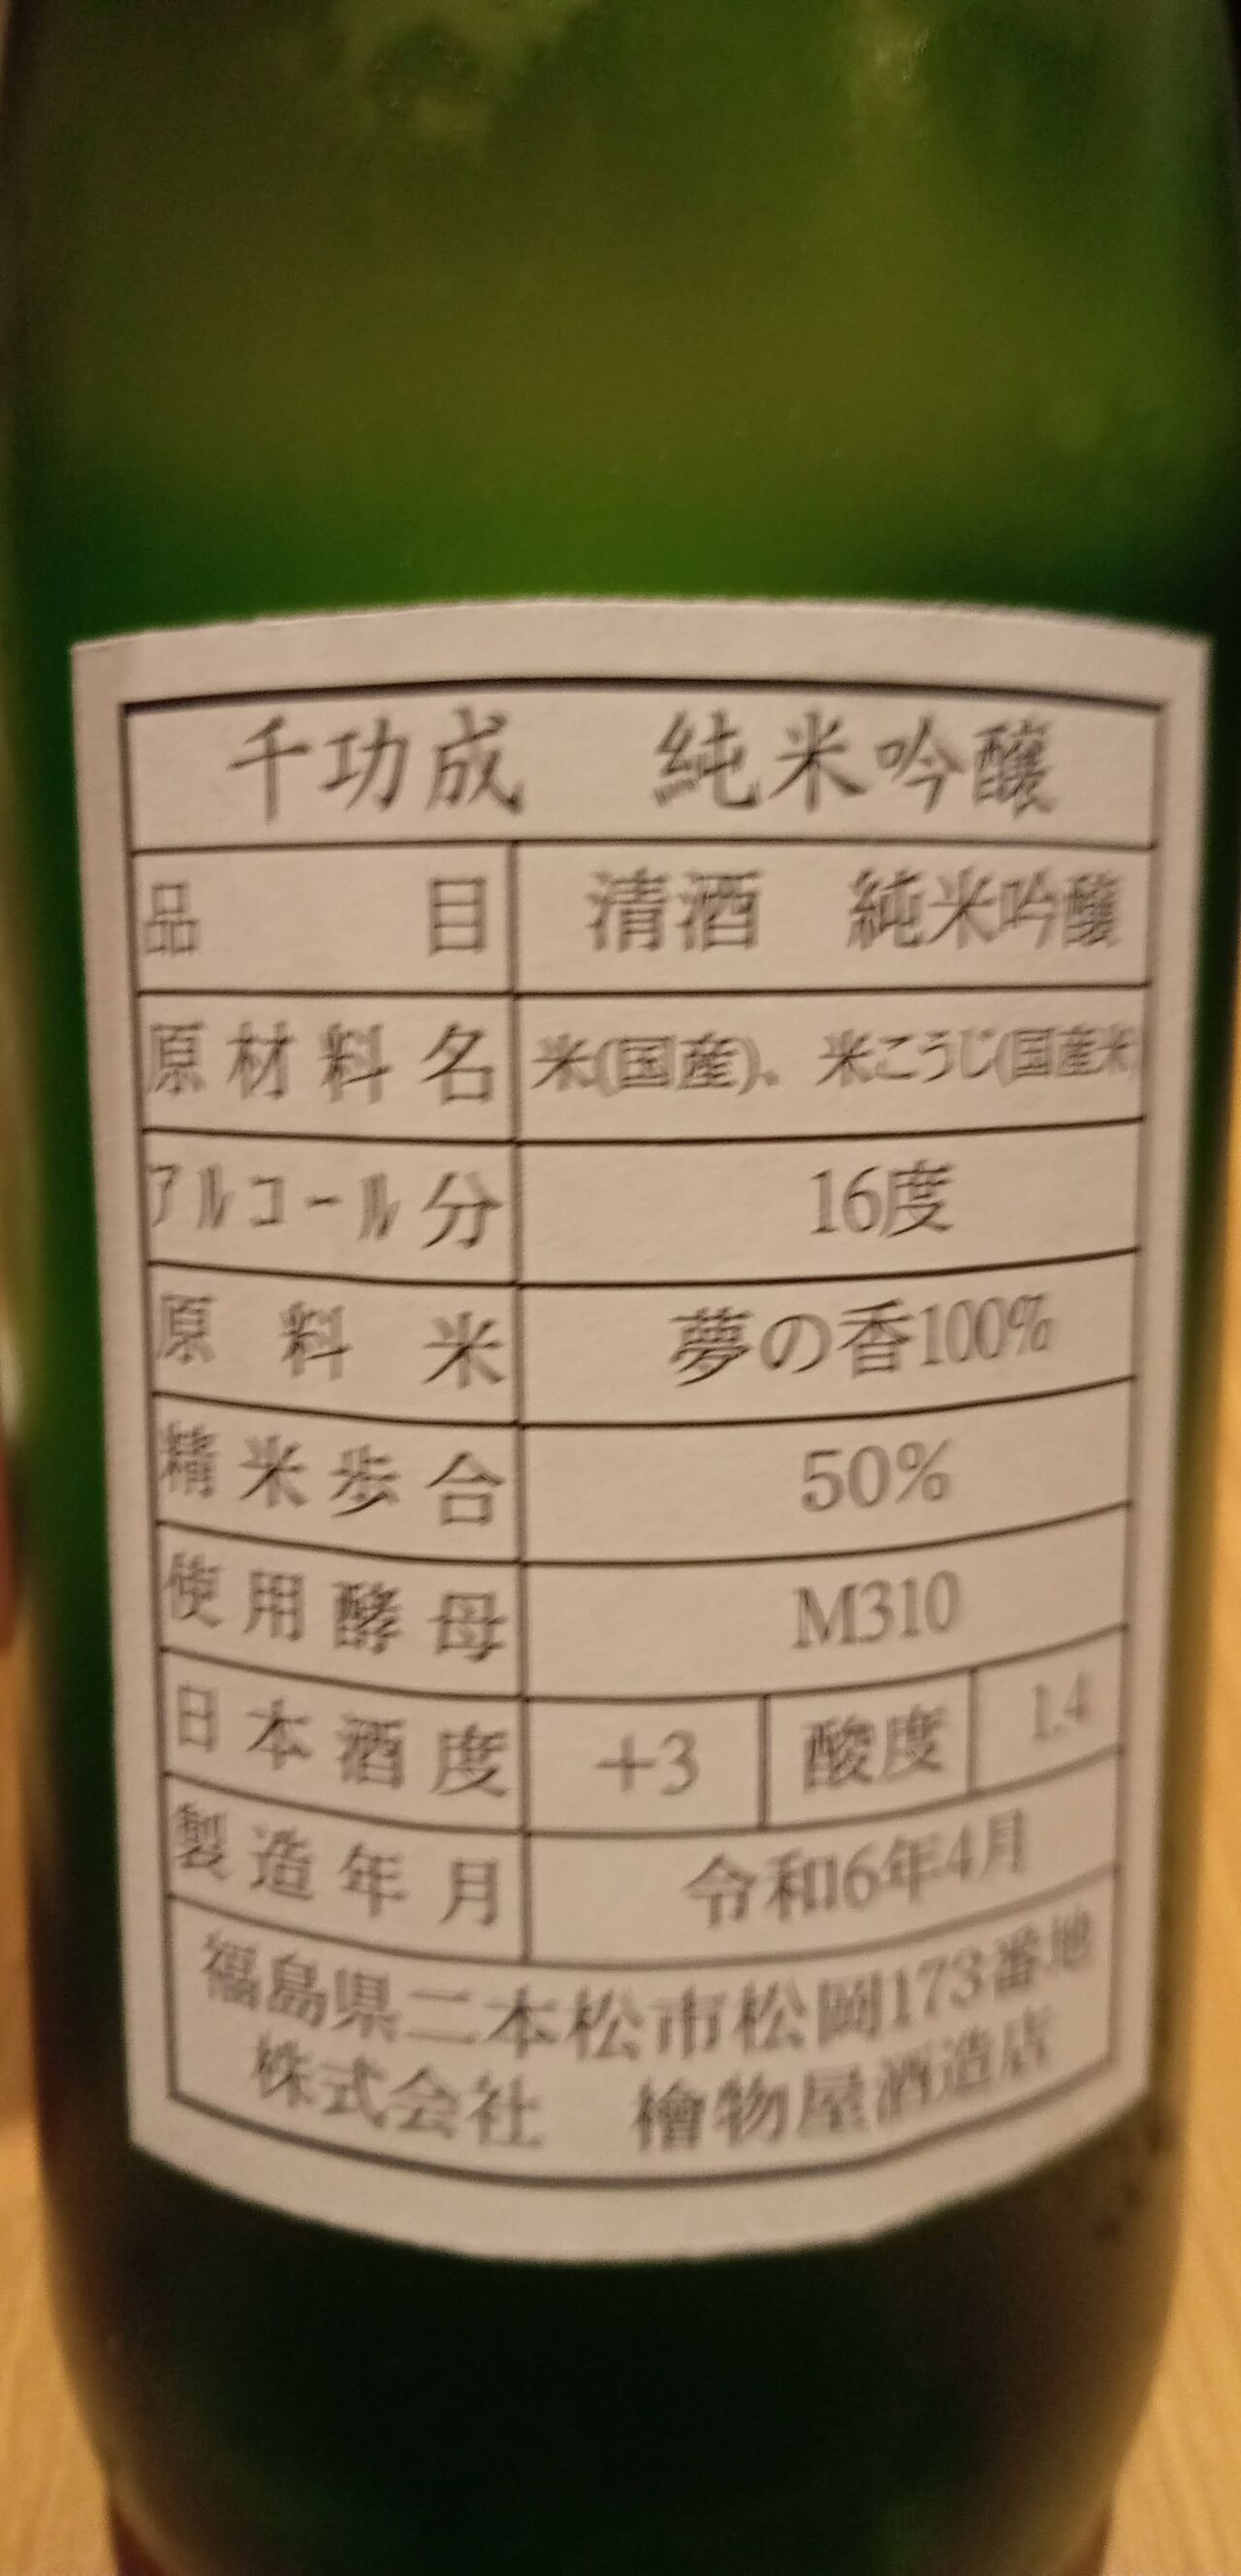 千功成 純米吟醸
品目 清酒 純米吟醸
原材料名 米(国産)、米こうじ(国産米)
アルコール分 16度
原料米 夢の香100%
精米歩合 50%
使用酵母 M310
日本酒度 +3 酸度 1.4
製造年月 令和6年4月
福島県二本松市松岡173番地
株式会社 檜物屋酒造店